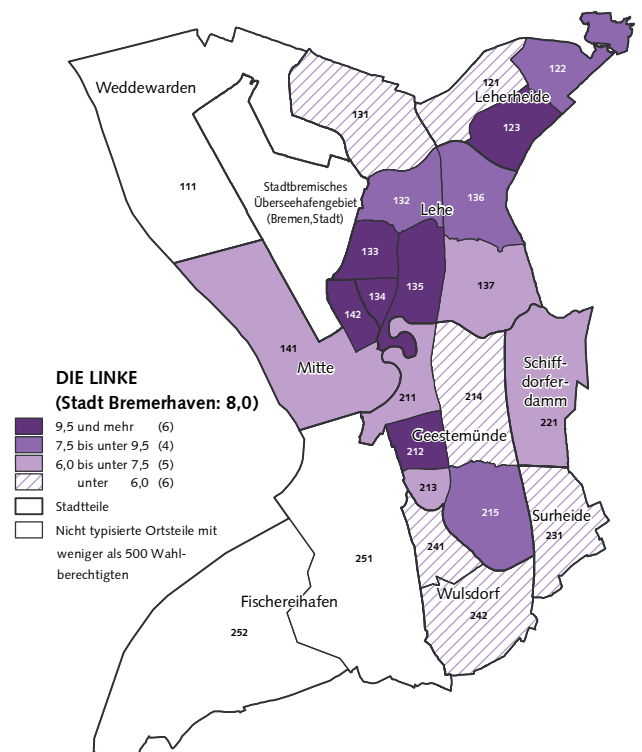 122
121
Leherheide
Weddewarden
131
123
111
Stadtbremisches
Überseehafengebiet
(Bremen,Stadt)
132
136
Lehe
133
135
137
134
142
141
Mitte
Schiff-
dorfer-
damm
DIE LINKE
(Stadt Bremerhaven: 8,0)
211
214
221
9,5 und mehr (6)
7,5 bis unter 9,5 (4)
6,0 bis unter 7,5 (5)
unter 6,0 (6)
Stadtteile
Nicht typisierte Ortsteile mit
weniger als 500 Wahl-
berechtigten
Geestemünde
212
213
215
Surheide
231
241
251
Wulsdorf
242
Fischereihafen
252